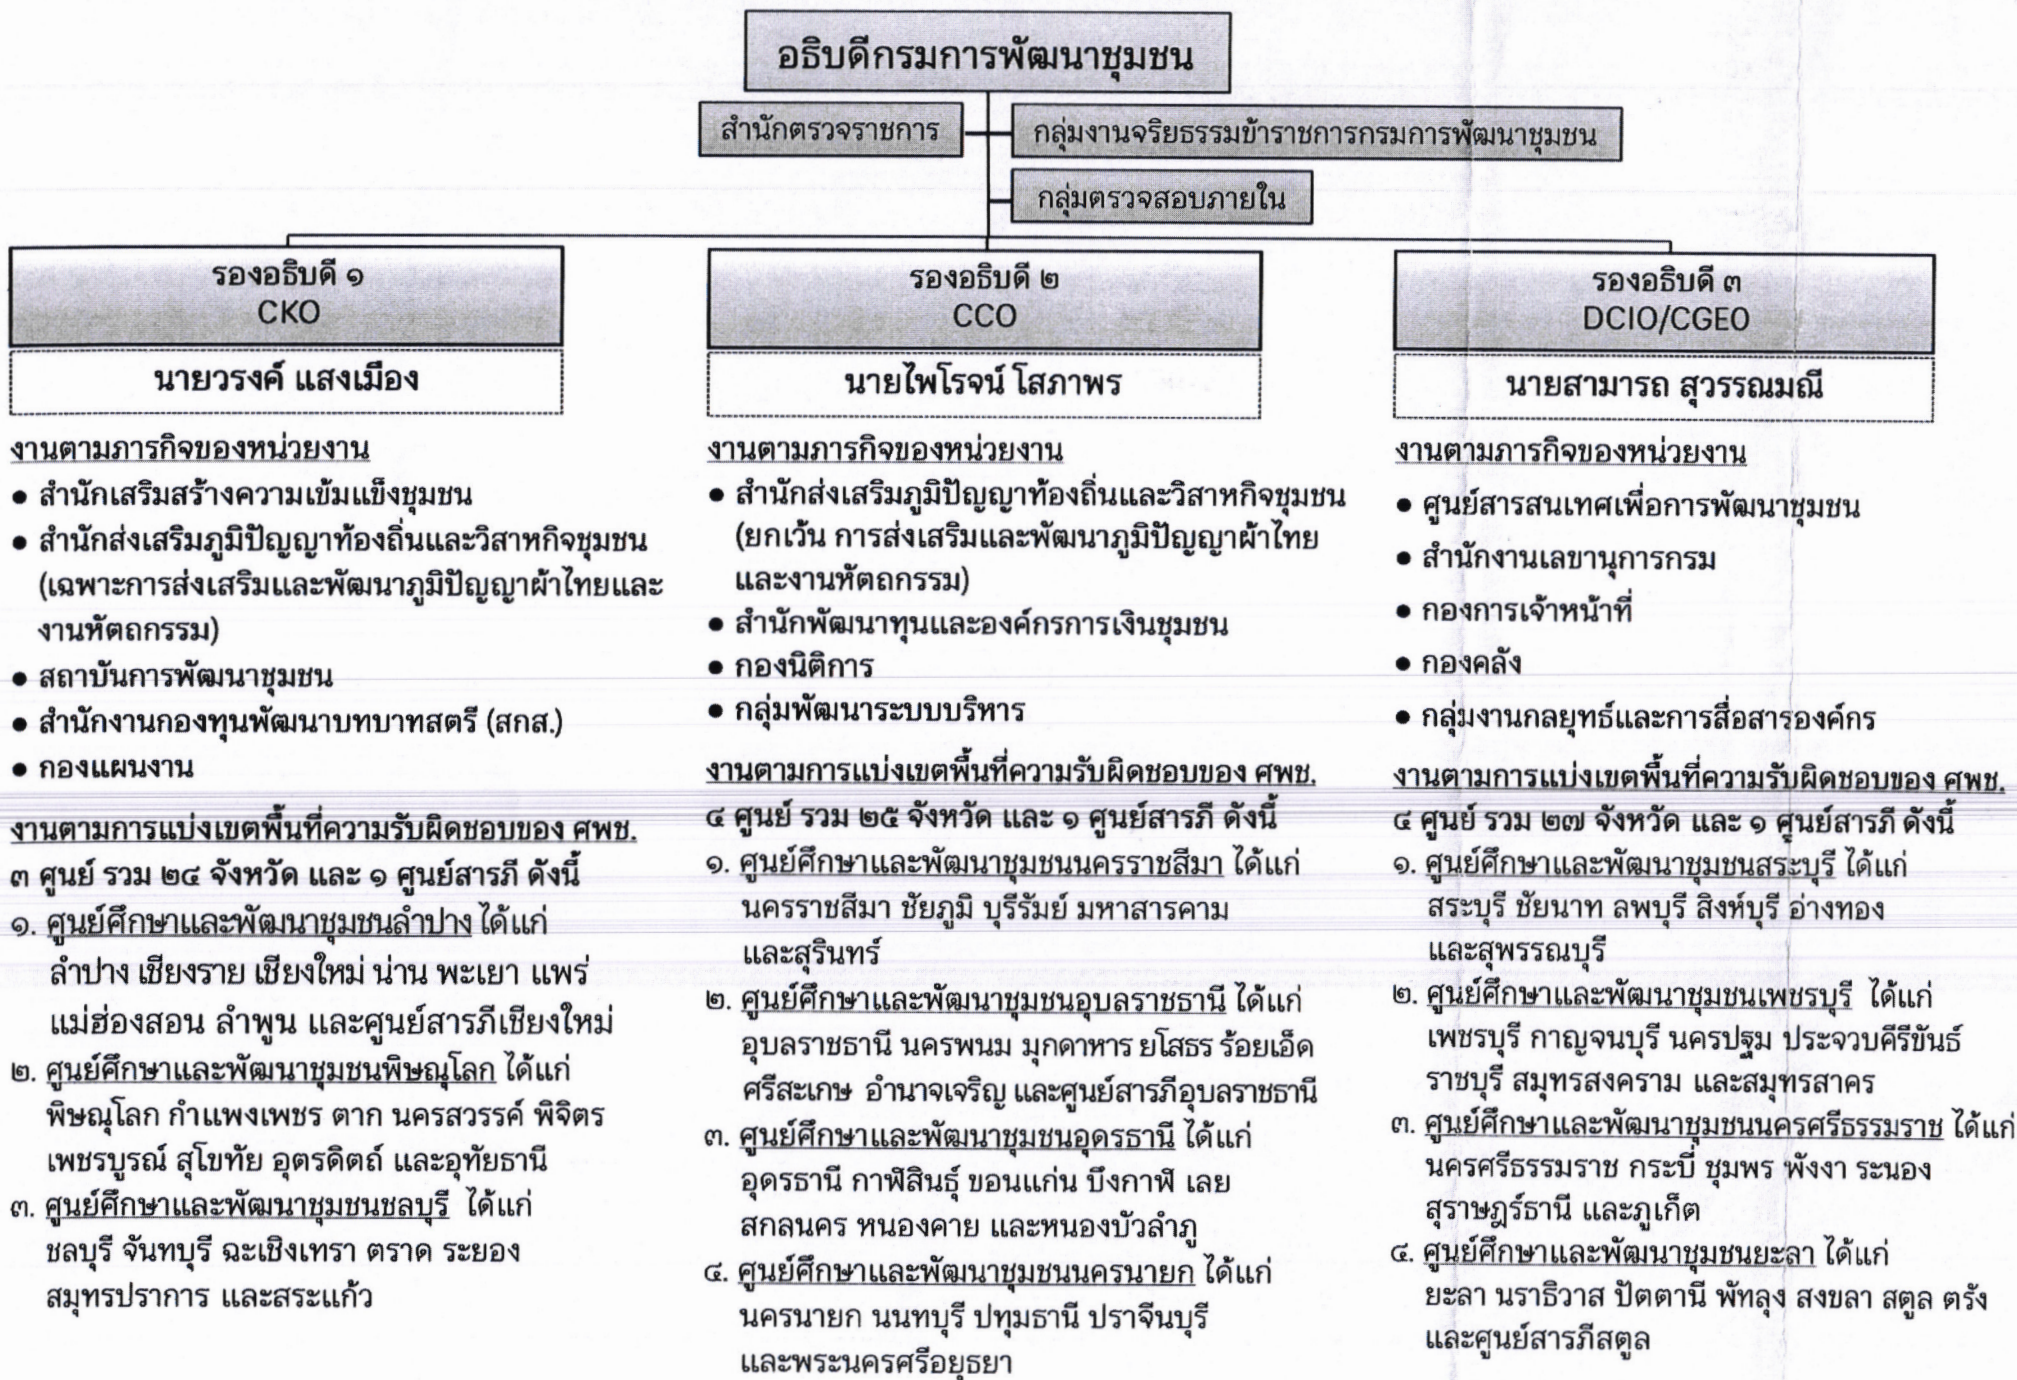 อธิบดีกรมการพัฒนาชุมชน
สำนักตรวจราชการ
กลุ่มงานจริยธรรมข้าราชการกรมการพัฒนาชุมชน
กลุ่มตรวจสอบภายใน
รองอธิบดี ๑
CKO
นายวรงค์ แสงเมือง
งานตามภารกิจของหน่วยงาน
● สำนักเสริมสร้างความเข้มแข็งชุมชน
● สำนักส่งเสริมภูมิปัญญาท้องถิ่นและวิสาหกิจชุมชน
(เฉพาะการส่งเสริมและพัฒนาภูมิปัญญาผ้าไทยและ
งานหัตถกรรม)
● สถาบันการพัฒนาชุมชน
● สำนักงานกองทุนพัฒนาบทบาทสตรี (สกส.)
● กองแผนงาน
งานตามการแบ่งเขตพื้นที่ความรับผิดชอบของ ศพช.
๓ ศูนย์ รวม ๒๔ จังหวัด และ ๑ ศูนย์สารภี ดังนี้
๑. ศูนย์ศึกษาและพัฒนาชุมชนลำปาง ได้แก่
ลำปาง เชียงราย เชียงใหม่ น่าน พะเยา แพร่
แม่ฮ่องสอน ลำพูน และศูนย์สารภีเชียงใหม่
๒. ศูนย์ศึกษาและพัฒนาชุมชนพิษณุโลก ได้แก่
พิษณุโลก กำแพงเพชร ตาก นครสวรรค์ พิจิตร
เพชรบูรณ์ สุโขทัย อุตรดิตถ์ และอุทัยธานี
๓. ศูนย์ศึกษาและพัฒนาชุมชนชลบุรี ได้แก่
ชลบุรี จันทบุรี ฉะเชิงเทรา ตราด ระยอง
สมุทรปราการ และสระแก้ว
รองอธิบดี ๒
CCO
นายไพโรจน์ โสภาพร
งานตามภารกิจของหน่วยงาน
● สำนักส่งเสริมภูมิปัญญาท้องถิ่นและวิสาหกิจชุมชน
(ยกเว้น การส่งเสริมและพัฒนาภูมิปัญญาผ้าไทย
และงานหัตถกรรม)
● สำนักพัฒนาทุนและองค์กรการเงินชุมชน
● กองนิติการ
● กลุ่มพัฒนาระบบบริหาร
งานตามการแบ่งเขตพื้นที่ความรับผิดชอบของ ศพช.
๔ ศูนย์ รวม ๒๕ จังหวัด และ ๑ ศูนย์สารภี ดังนี้
๑. ศูนย์ศึกษาและพัฒนาชุมชนนครราชสีมา ได้แก่
นครราชสีมา ชัยภูมิ บุรีรัมย์ มหาสารคาม
และสุรินทร์
๒. ศูนย์ศึกษาและพัฒนาชุมชนอุบลราชธานี ได้แก่
อุบลราชธานี นครพนม มุกดาหาร ยโสธร ร้อยเอ็ด
ศรีสะเกษ อำนาจเจริญ และศูนย์สารภีอุบลราชธานี
๓. ศูนย์ศึกษาและพัฒนาชุมชนอุดรธานี ได้แก่
อุดรธานี กาฬสินธุ์ ขอนแก่น บึงกาฬ เลย
สกลนคร หนองคาย และหนองบัวลำภู
๔. ศูนย์ศึกษาและพัฒนาชุมชนนครนายก ได้แก่
นครนายก นนทบุรี ปทุมธานี ปราจีนบุรี
และพระนครศรีอยุธยา
รองอธิบดี ๓
DCIO/CGEO
นายสามารถ สุวรรณมณี
งานตามภารกิจของหน่วยงาน
● ศูนย์สารสนเทศเพื่อการพัฒนาชุมชน
● สำนักงานเลขานุการกรม
● กองการเจ้าหน้าที่
● กองคลัง
● กลุ่มงานกลยุทธ์และการสื่อสารองค์กร
งานตามการแบ่งเขตพื้นที่ความรับผิดชอบของ ศพช.
๔ ศูนย์ รวม ๒๗ จังหวัด และ ๑ ศูนย์สารภี ดังนี้
๑. ศูนย์ศึกษาและพัฒนาชุมชนสระบุรี ได้แก่
สระบุรี ชัยนาท ลพบุรี สิงห์บุรี อ่างทอง
และสุพรรณบุรี
๒. ศูนย์ศึกษาและพัฒนาชุมชนเพชรบุรี ได้แก่
เพชรบุรี กาญจนบุรี นครปฐม ประจวบคีรีขันธ์
ราชบุรี สมุทรสงคราม และสมุทรสาคร
๓. ศูนย์ศึกษาและพัฒนาชุมชนนครศรีธรรมราช ได้แก่
นครศรีธรรมราช กระบี่ ชุมพร พังงา ระนอง
สุราษฎร์ธานี และภูเก็ต
๔. ศูนย์ศึกษาและพัฒนาชุมชนยะลา ได้แก่
ยะลา นราธิวาส ปัตตานี พัทลุง สงขลา สตูล ตรัง
และศูนย์สารภีสตูล